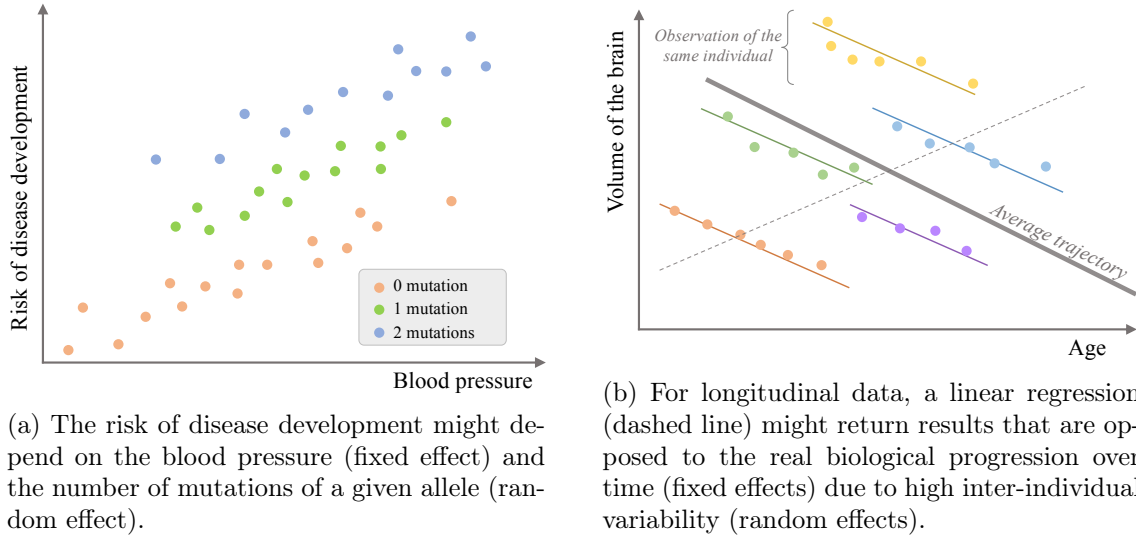 Risk of disease development
0 mutation
1 mutation
2 mutations
Blood pressure
(a) The risk of disease development might de-
pend on the blood pressure (fixed effect) and
the number of mutations of a given allele (ran-
dom effect).
Volume of the brain
Observation of the
same individual
Average trajectory
Age
(b) For longitudinal data, a linear regression
(dashed line) might return results that are op-
posed to the real biological progression over
time (fixed effects) due to high inter-individual
variability (random effects).